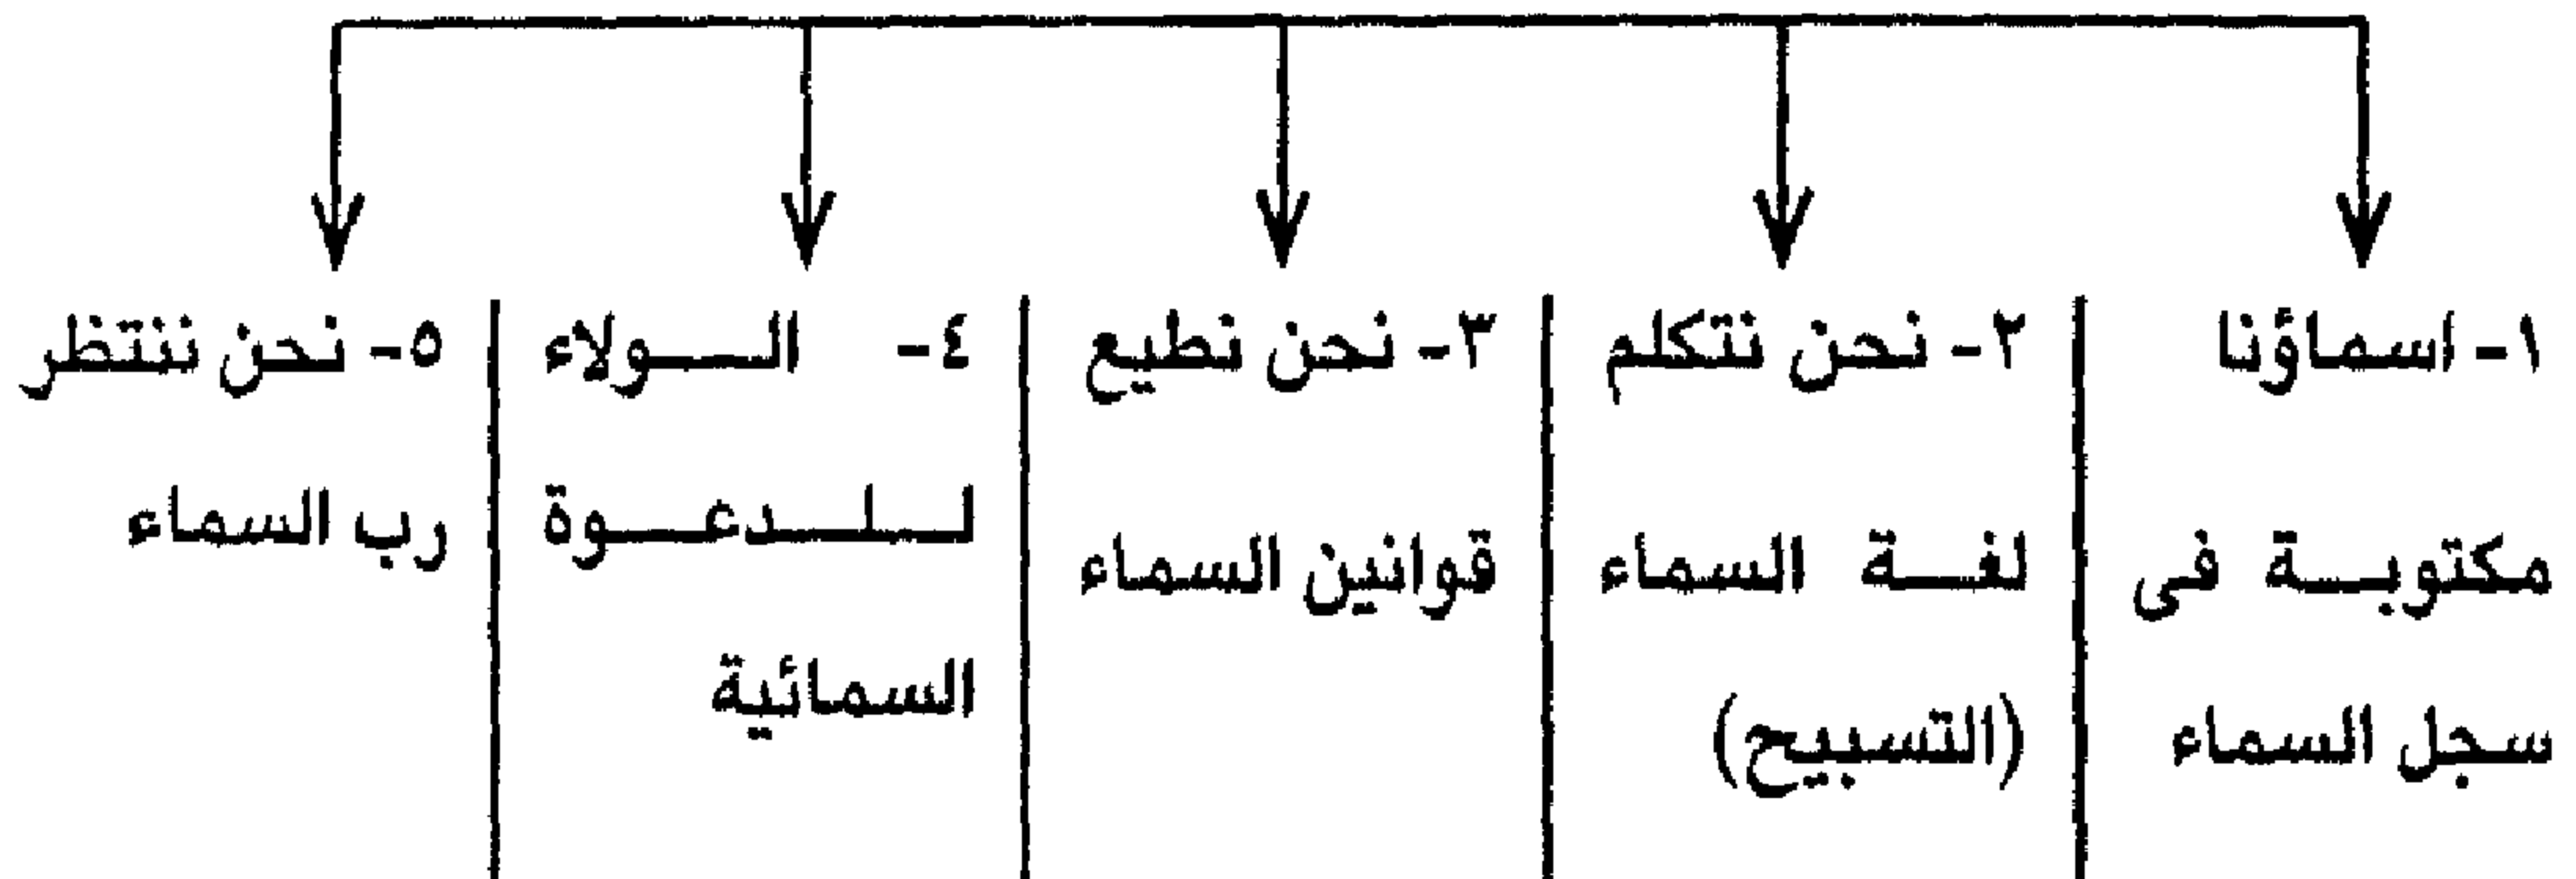 ١- اسماؤنا
مكتوبة فى
سجل السماء
٢- نحن نتكلم
لغة السماء
(التسبيح)
٣- نحن نطيع
قوانين السماء
٤- الولاء
للدعوة
السمائية
٥- نحن ننتظر
رب السماء